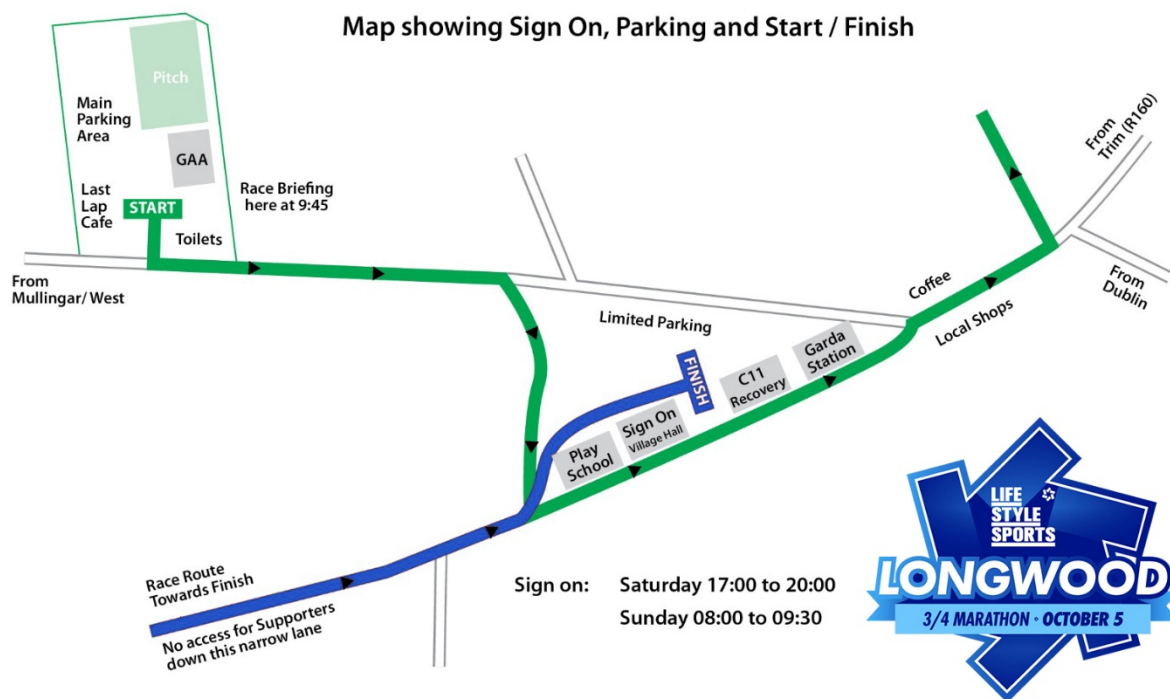 Map showing Sign On, Parking and Start / Finish
Pitch
Main
Parking
Area
GAA
Last
Lap
Cafe
START
Race Briefing
here at 9:45
Toilets
From
Mullingar/ West
From
Trim (R160)
From
Dublin
Coffee
Local Shops
Limited Parking
Garda
Station
C11
Recovery
FINISH
Sign On
Village Hall
Play
School
Race Route
Towards Finish
No access for Supporters
down this narrow lane
Sign on: Saturday 17:00 to 20:00
Sunday 08:00 to 09:30
LIFE
STYLE
SPORTS
LONGWOOD
3/4 MARATHON · OCTOBER 5